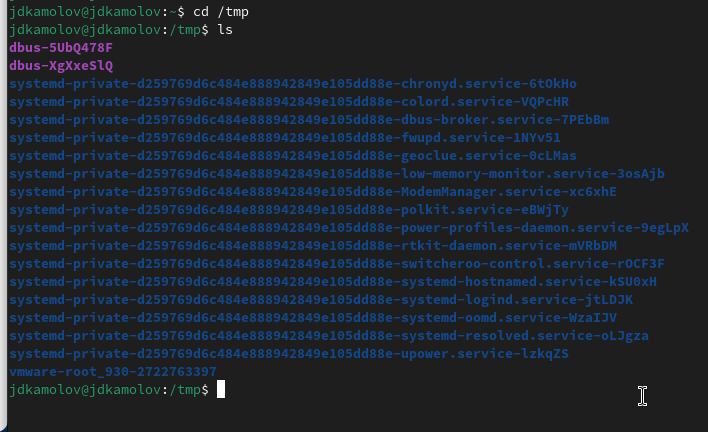 jdkamolov@jdkamolov:~$ cd /tmp
jdkamolov@jdkamolov:/tmp$ ls
dbus-5UbQ478F
dbus-XgXxeSlQ
systemd-private-d259769d6c484e888942849e105dd88e-chronyd.service-6tOkHo
systemd-private-d259769d6c484e888942849e105dd88e-colord.service-VQPcHR
systemd-private-d259769d6c484e888942849e105dd88e-dbus-broker.service-7PEbBm
systemd-private-d259769d6c484e888942849e105dd88e-fwupd.service-1NYv51
systemd-private-d259769d6c484e888942849e105dd88e-geoclue.service-0cLMas
systemd-private-d259769d6c484e888942849e105dd88e-low-memory-monitor.service-3osAjb
systemd-private-d259769d6c484e888942849e105dd88e-ModemManager.service-xc6xhE
systemd-private-d259769d6c484e888942849e105dd88e-polkit.service-eBWjTy
systemd-private-d259769d6c484e888942849e105dd88e-power-profiles-daemon.service-9egLpX
systemd-private-d259769d6c484e888942849e105dd88e-rtkit-daemon.service-mVRbDM
systemd-private-d259769d6c484e888942849e105dd88e-switcheroo-control.service-rOCF3F
systemd-private-d259769d6c484e888942849e105dd88e-systemd-hostnamed.service-kSU0xH
systemd-private-d259769d6c484e888942849e105dd88e-systemd-logind.service-jtLDJK
systemd-private-d259769d6c484e888942849e105dd88e-systemd-oomd.service-WzaIJV
systemd-private-d259769d6c484e888942849e105dd88e-systemd-resolved.service-oLJgza
systemd-private-d259769d6c484e888942849e105dd88e-upower.service-lzkqZS
vmware-root_930-2722763397
jdkamolov@jdkamolov:/tmp$